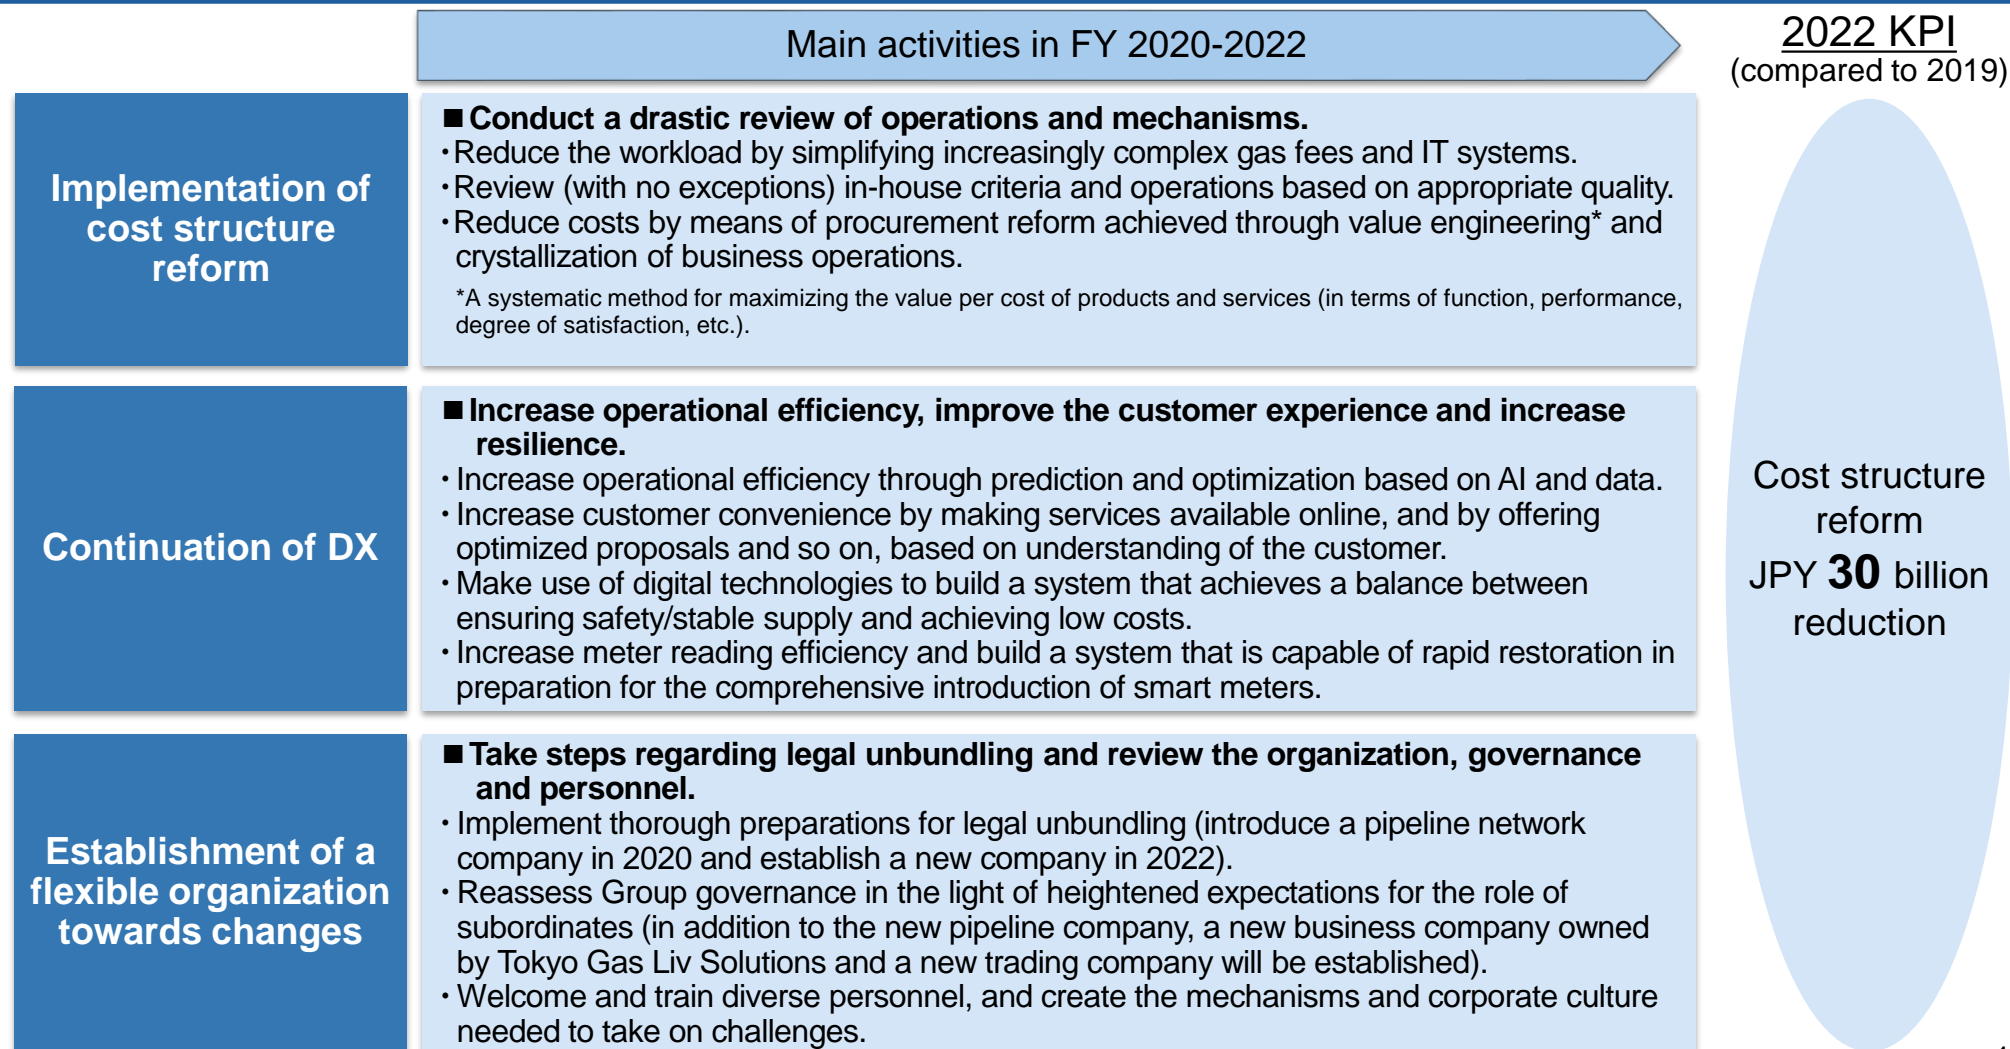 Main activities in FY 2020-2022
2022 KPI
(compared to 2019)
Implementation of
cost structure
reform
■Conduct a drastic review of operations and mechanisms.
・Reduce the workload by simplifying increasingly complex gas fees and IT systems.
・Review (with no exceptions) in-house criteria and operations based on appropriate quality.
・Reduce costs by means of procurement reform achieved through value engineering* and
crystallization of business operations.
*A systematic method for maximizing the value per cost of products and services (in terms of function, performance,
degree of satisfaction, etc.).
Continuation of DX
■Increase operational efficiency, improve the customer experience and increase
resilience.
・Increase operational efficiency through prediction and optimization based on AI and data.
・Increase customer convenience by making services available online, and by offering
optimized proposals and so on, based on understanding of the customer.
・Make use of digital technologies to build a system that achieves a balance between
ensuring safety/stable supply and achieving low costs.
・Increase meter reading efficiency and build a system that is capable of rapid restoration in
preparation for the comprehensive introduction of smart meters.
Establishment of a
flexible organization
towards changes
■Take steps regarding legal unbundling and review the organization, governance
and personnel.
・Implement thorough preparations for legal unbundling (introduce a pipeline network
company in 2020 and establish a new company in 2022).
・Reassess Group governance in the light of heightened expectations for the role of
subordinates (in addition to the new pipeline company, a new business company owned
by Tokyo Gas Liv Solutions and a new trading company will be established).
・Welcome and train diverse personnel, and create the mechanisms and corporate culture
needed to take on challenges.
Cost structure
reform
JPY 30 billion
reduction